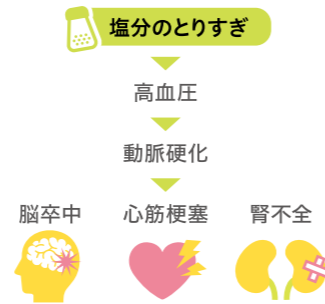 塩分のとりすぎ
高血圧
動脈硬化
脳卒中 心筋梗塞 腎不全